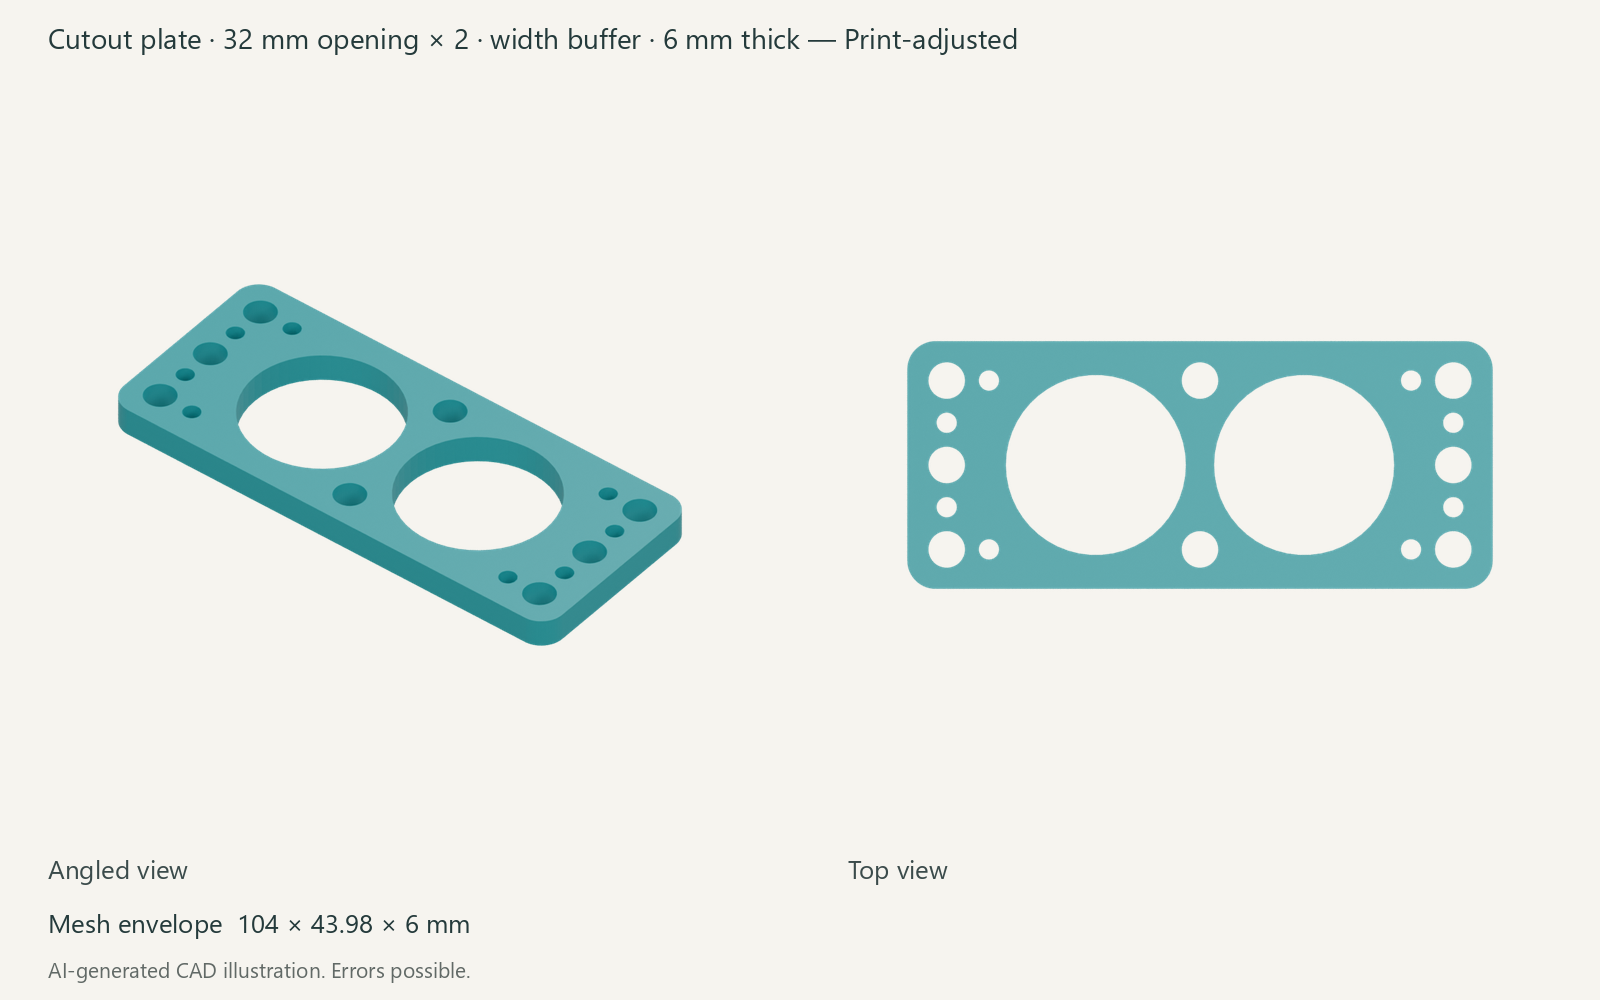 Cutout plate · 32 mm opening × 2 · width buffer · 6 mm thick — Print-adjusted
Angled view
Top view
Mesh envelope 104 × 43.98 × 6 mm
AI-generated CAD illustration. Errors possible.